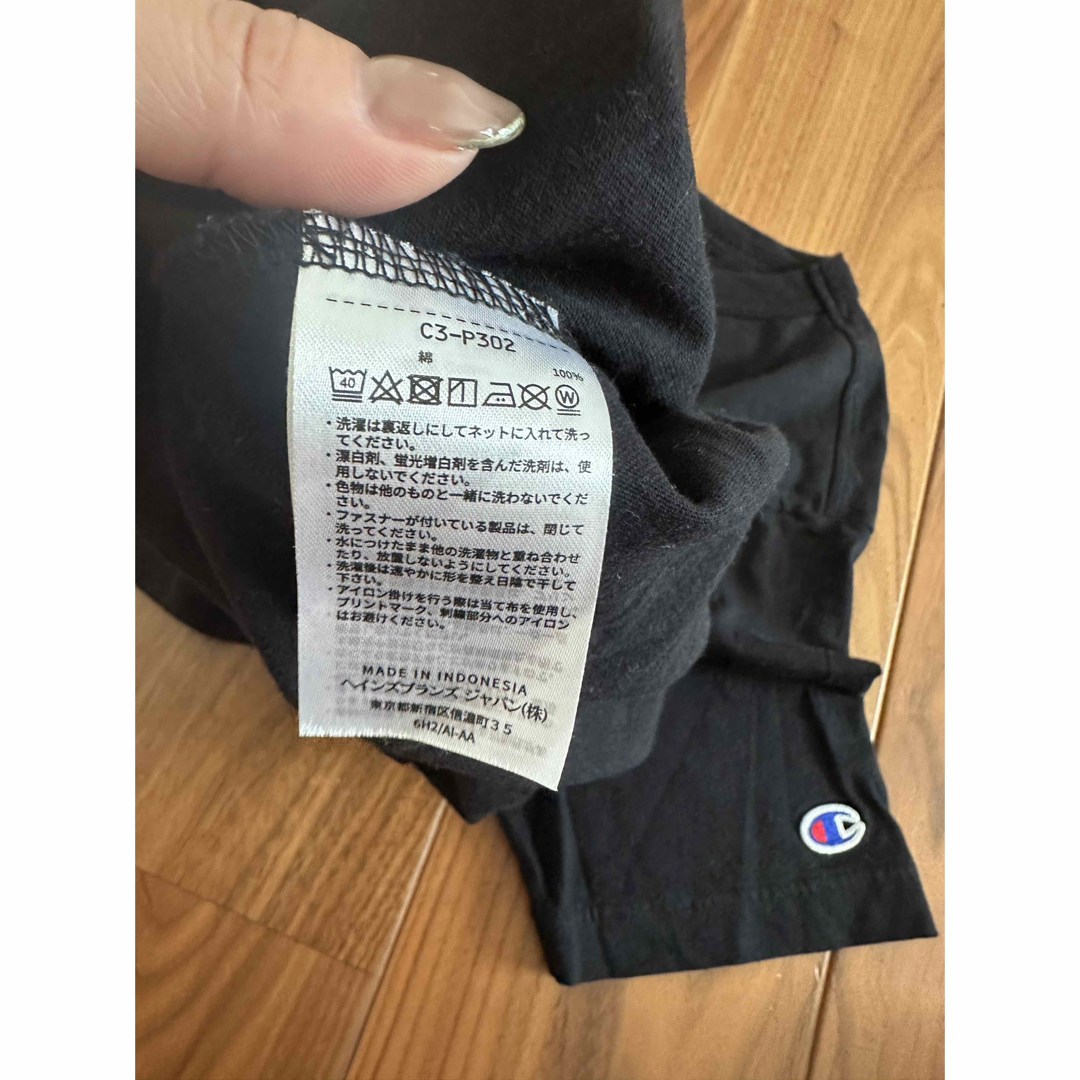 C3-P302
綿
100%
40
W
・洗濯は裏返しにしてネットに入れて洗っ
てください。
・漂白剤、蛍光増白剤を含んだ洗剤は、使
用しないでください。
・色物は他のものと一緒に洗わないでくだ
さい。
・ファスナーが付いている製品は、閉じて
洗ってください。
・水につけたまま他の洗濯物と重ね合わせ
たり、放置しないようにしてください。
・洗濯後は速やかに形を整え日陰で干して
下さい。
・アイロン掛けを行う際は当て布を使用し、
プリントマーク、刺繍部分へのアイロン
はお避けください。
MADE IN INDONESIA
ヘインズブランズ ジャパン(株)
東京都新宿区信濃町35
6H2/AI-AA